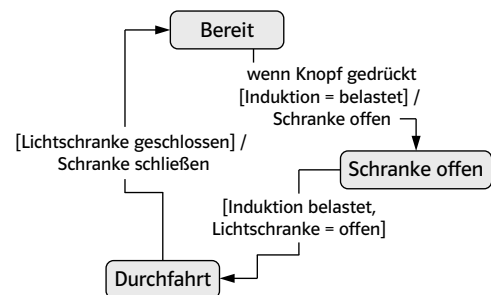 Bereit
wenn Knopf gedrückt
[Induktion = belastet] /
Schranke offen
[Lichtschranke geschlossen] /
Schranke schließen
Schranke offen
[Induktion belastet,
Lichtschranke = offen]
Durchfahrt